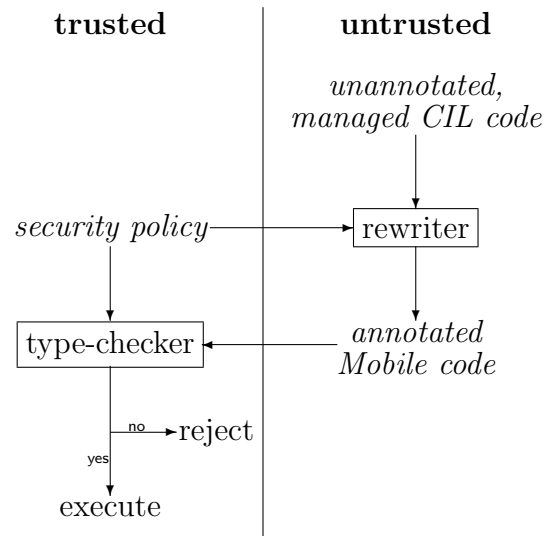 trusted
untrusted
unannotated,
managed CIL code
security policy
rewriter
type-checker
annotated
Mobile code
no
reject
yes
execute